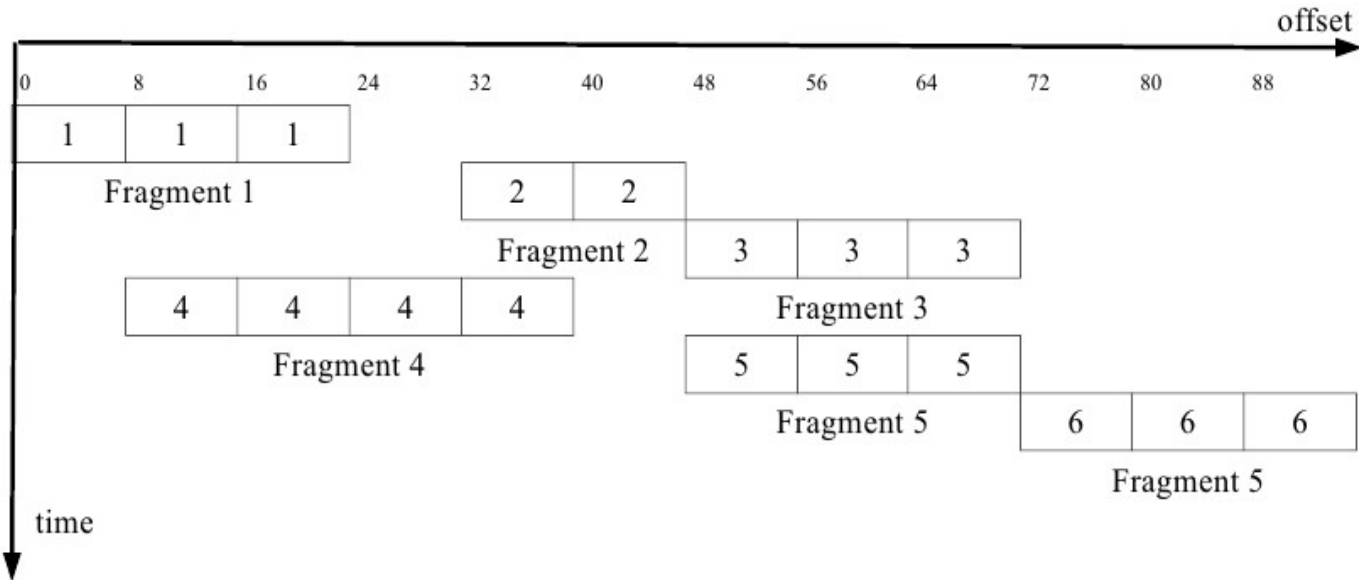 offset
0 8 16 24 32 40 48 56 64 72 80 88
1 1 1
Fragment 1
2 2
Fragment 2
3 3 3
Fragment 3
4 4 4 4
Fragment 4
5 5 5
Fragment 5
6 6 6
Fragment 5
time